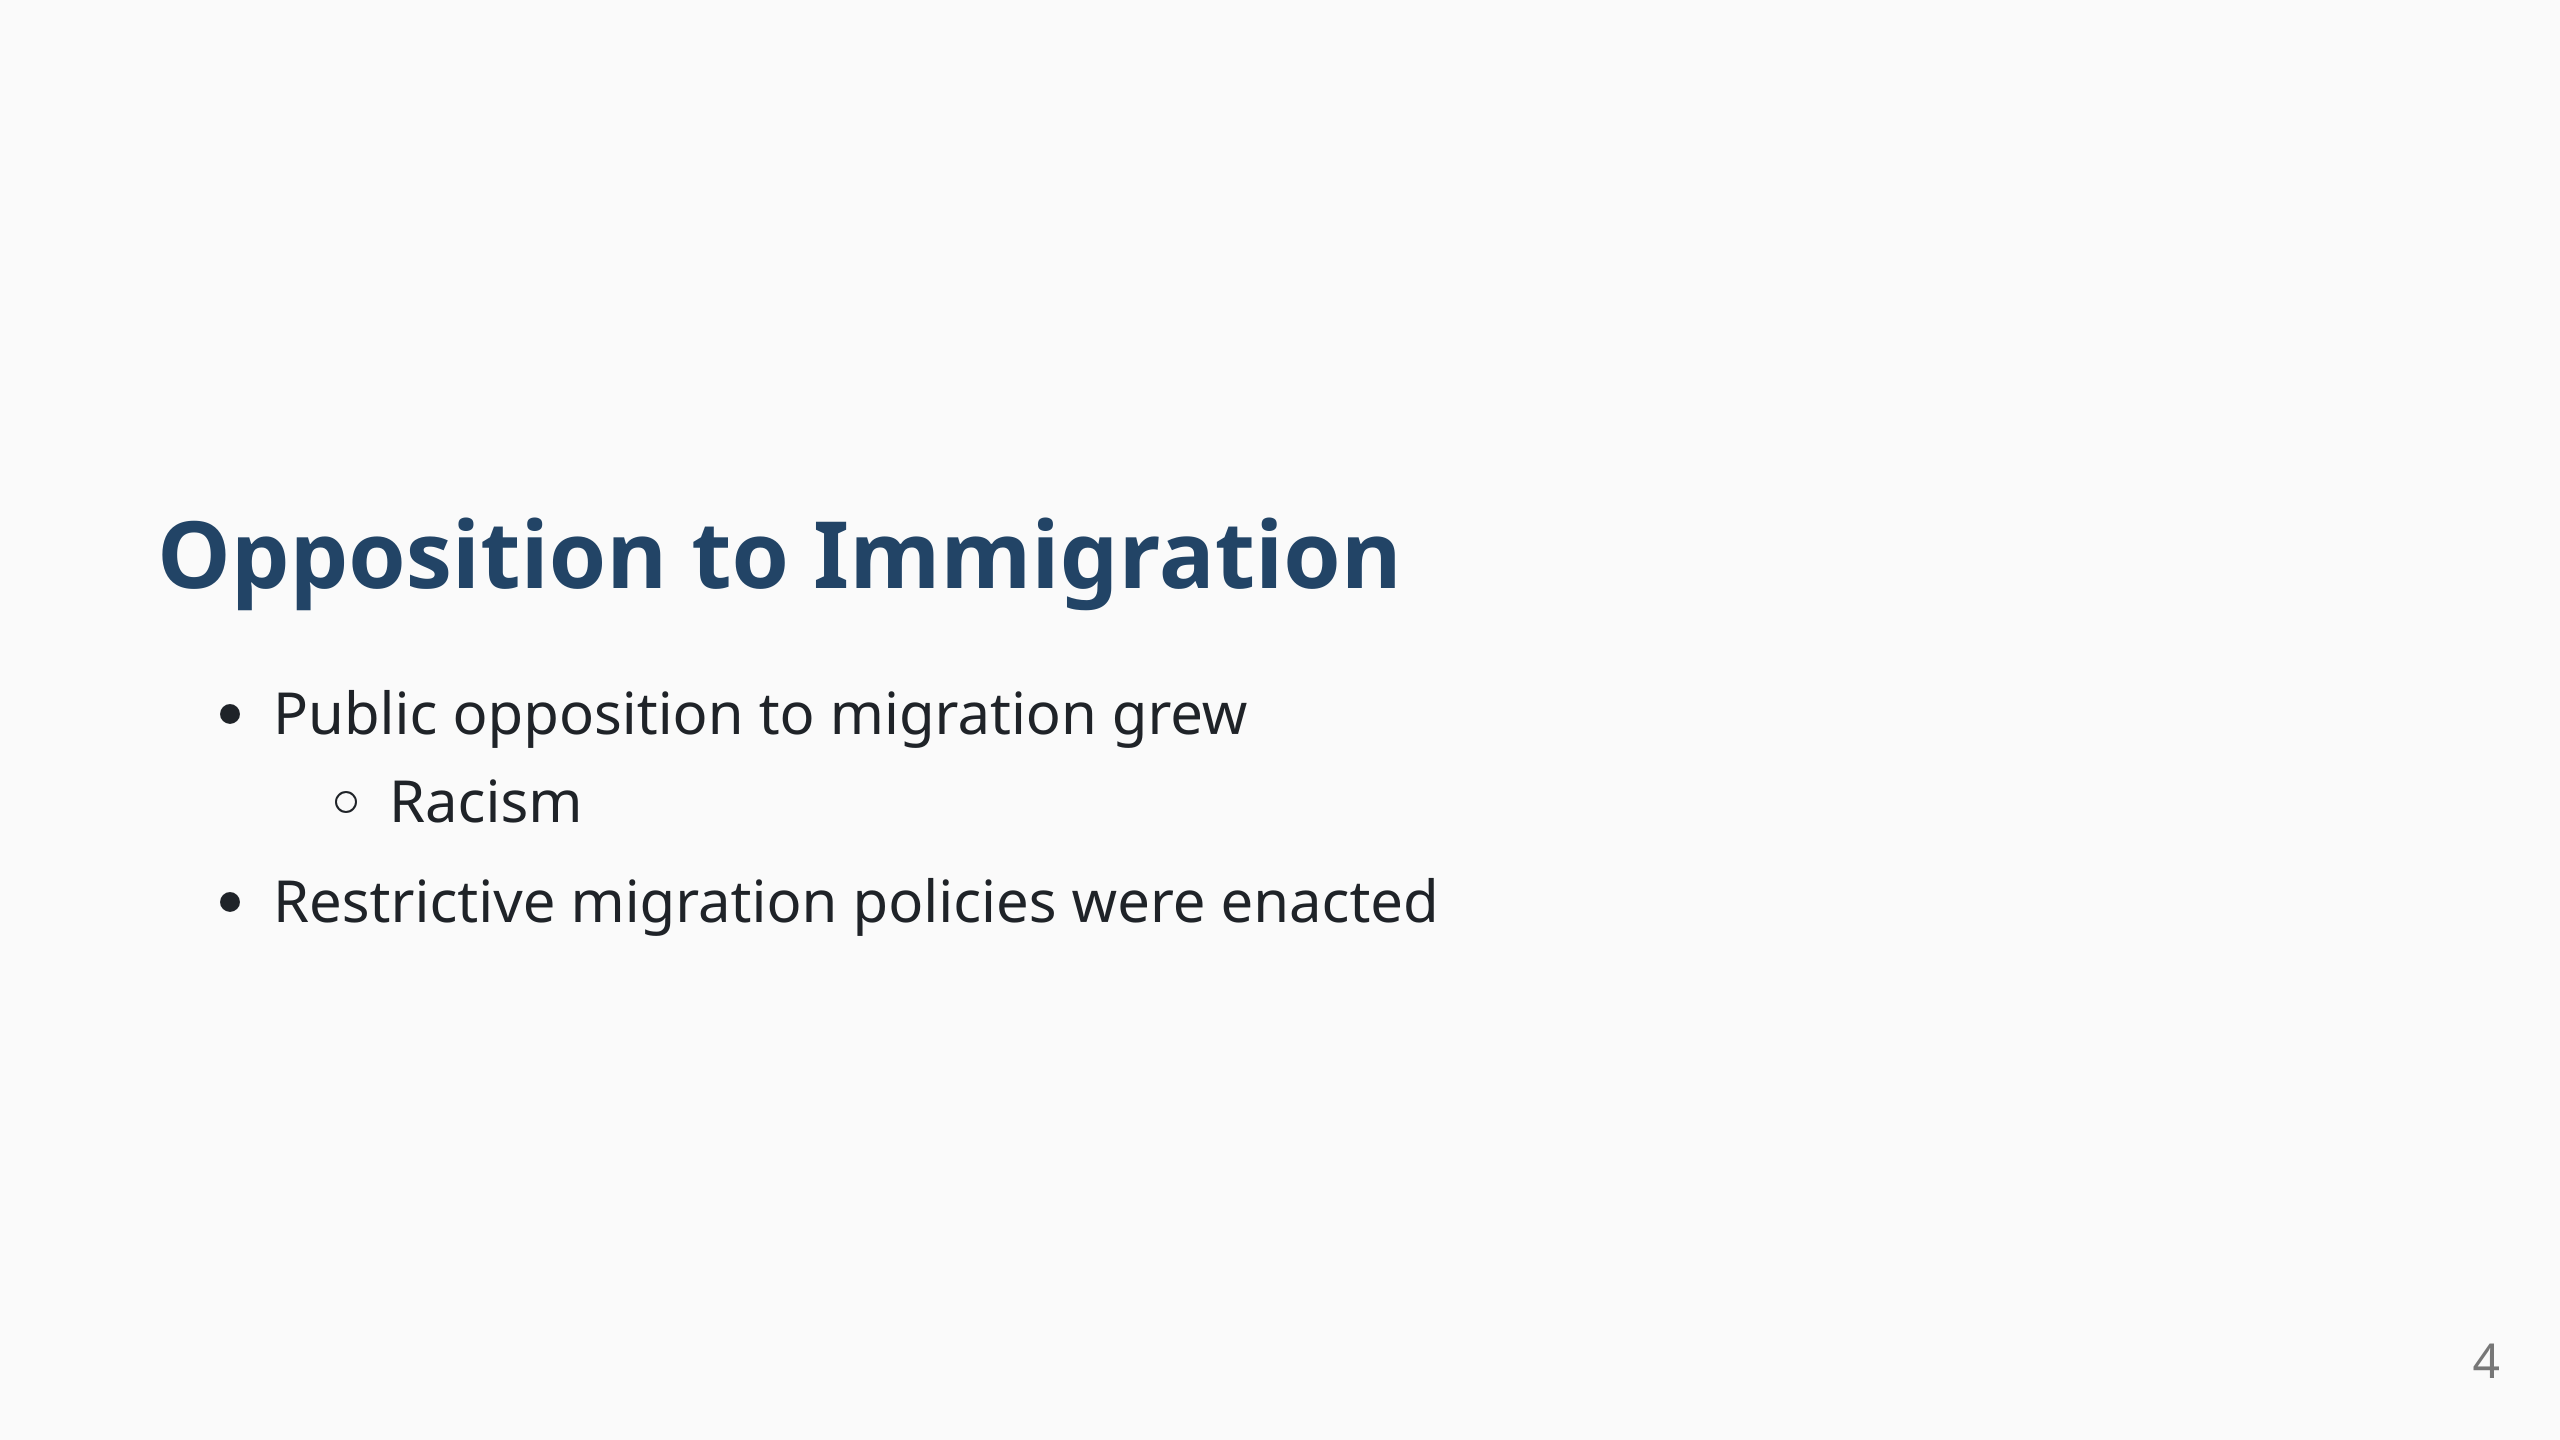 Opposition to Immigration
• Public opposition to migration grew
◦ Racism
• Restrictive migration policies were enacted
4